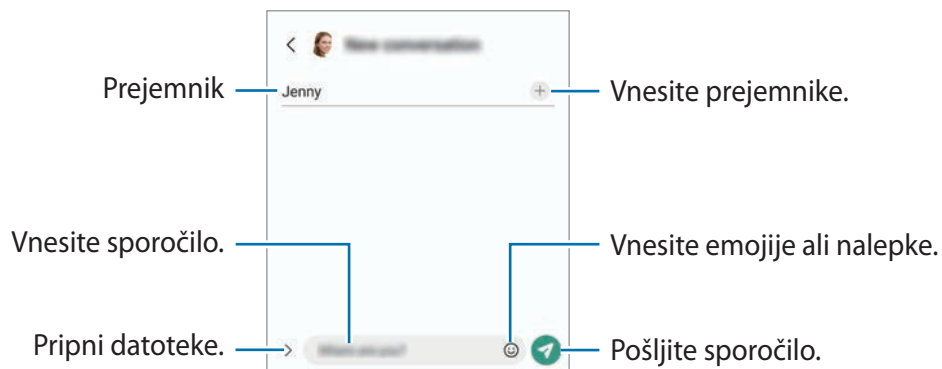 Prejemnik
Jenny
Vnesite prejemnike.
Vnesite sporočilo.
Vnesite emojije ali nalepke.
Pripni datoteke.
Pošljite sporočilo.